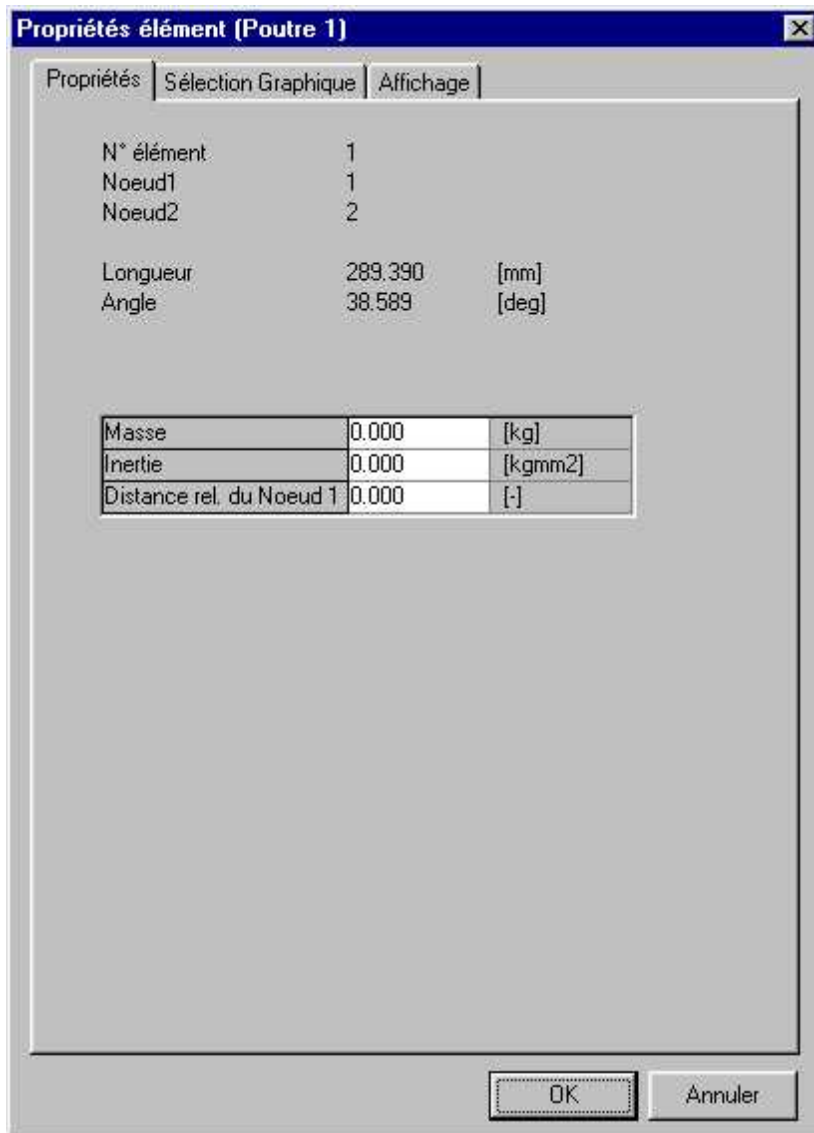 Propriétés élément (Poutre 1)
Propriétés Sélection Graphique Affichage
N° élément 1
Noeud1 1
Noeud2 2
Longueur 289.390 [mm]
Angle 38.589 [deg]
Masse 0.000 [kg]
Inertie 0.000 [kgmm2]
Distance rel. du Noeud 1 0.000 [-]
OK Annuler